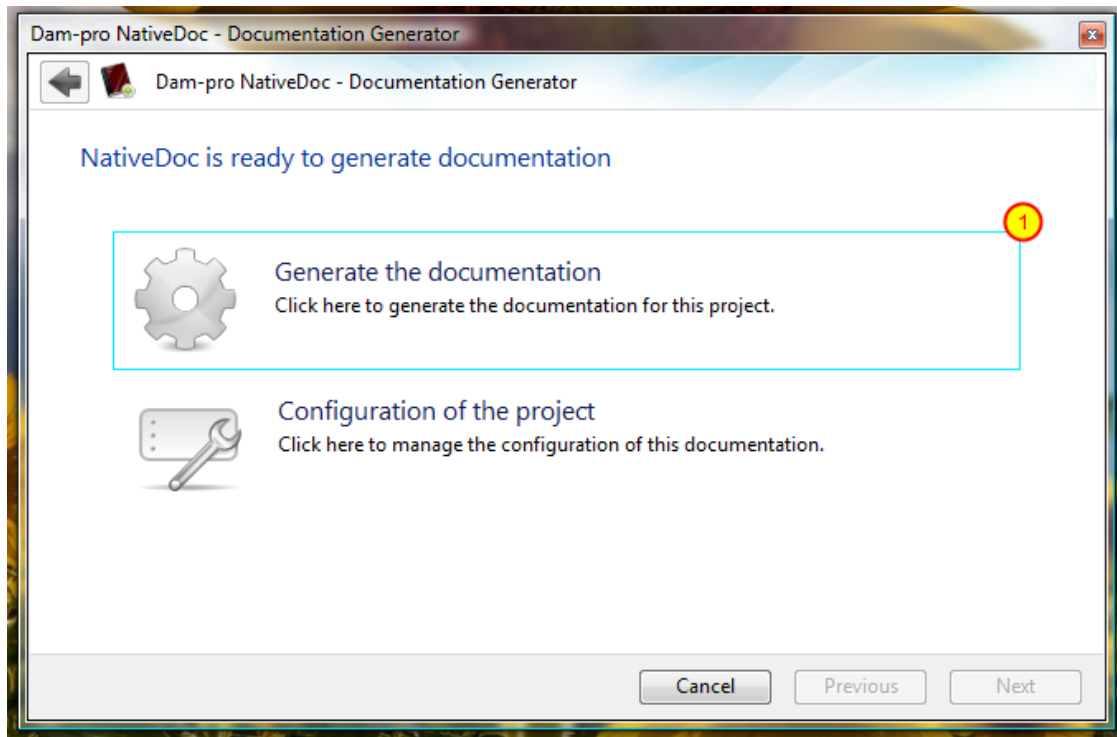 Dam-pro NativeDoc - Documentation Generator
Dam-pro NativeDoc - Documentation Generator
NativeDoc is ready to generate documentation
1
Generate the documentation
Click here to generate the documentation for this project.
Configuration of the project
Click here to manage the configuration of this documentation.
Cancel Previous Next